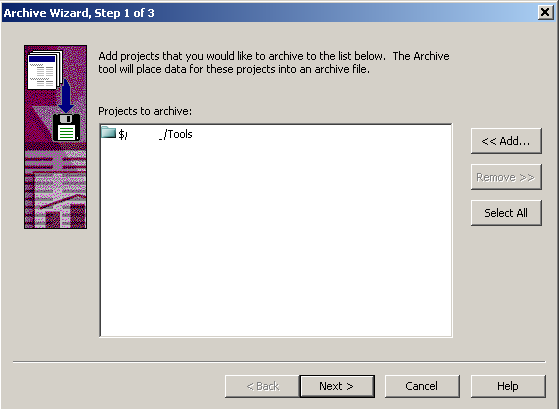 Archive Wizard, Step 1 of 3
Add projects that you would like to archive to the list below. The Archive
tool will place data for these projects into an archive file.
Projects to archive:
$/ _/Tools
<< Add...
Remove >>
Select All
< Back
Next >
Cancel
Help